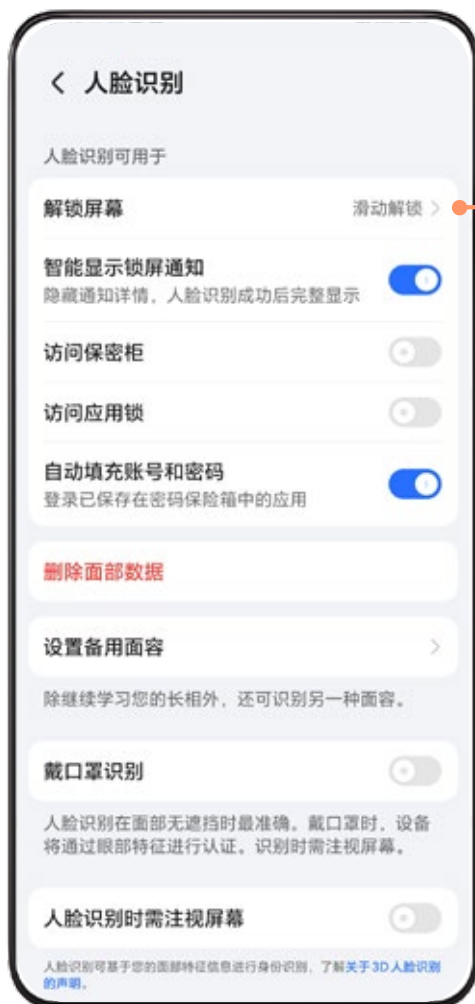 人脸识别
人脸识别可用于
解锁屏幕 滑动解锁
智能显示锁屏通知
隐藏通知详情，人脸识别成功后完整显示
访问保密柜
访问应用锁
自动填充账号和密码
登录已保存在密码保险箱中的应用
删除面部数据
设置备用面容
除继续学习您的长相外，还可识别另一种面容。
戴口罩识别
人脸识别在面部无遮挡时最准确。戴口罩时，设备
将通过眼部特征进行认证。识别时需注视屏幕。
人脸识别时需注视屏幕
人脸识别可基于您的面部特征信息进行身份识别，了解关于3D人脸识别
的声明。